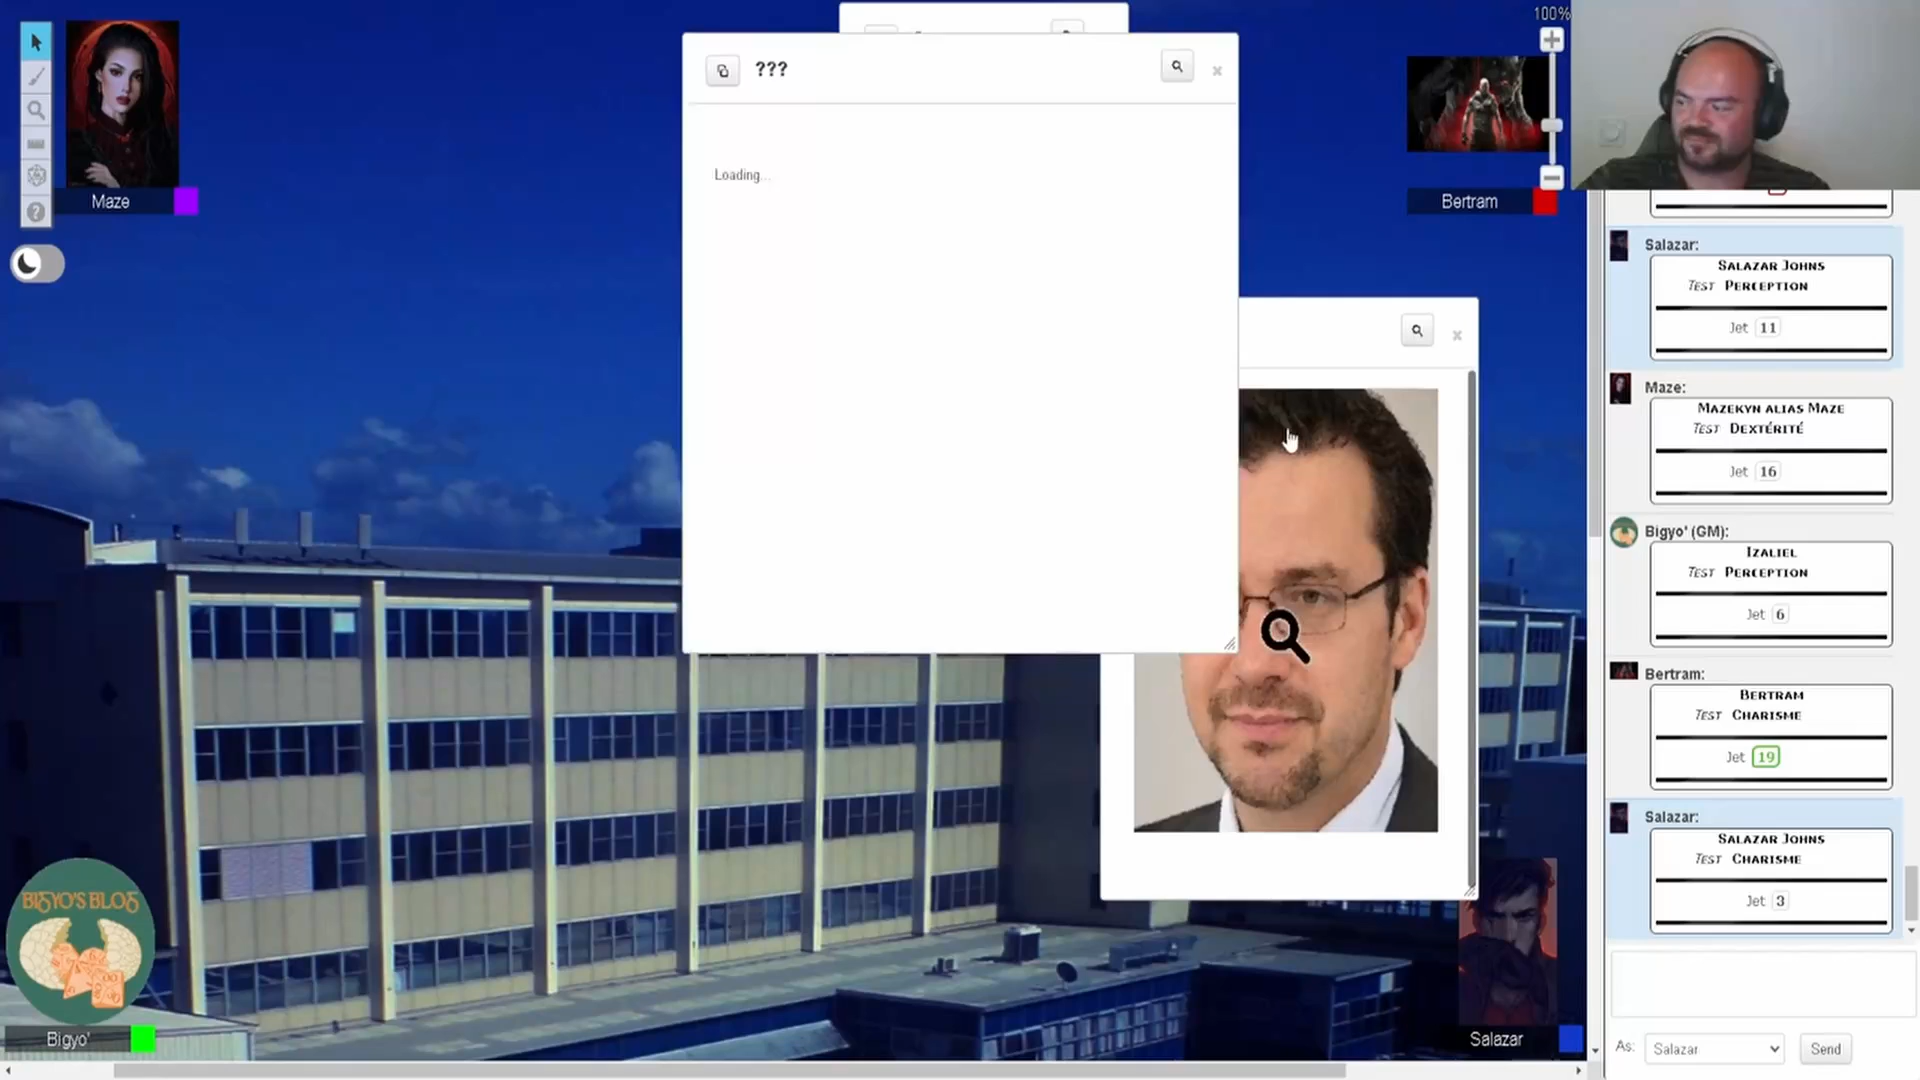 100%
???
Loading...
Maze
Bertram
Salazar:
Salazar Johns
Test Perception
Jet 11
Maze:
Mazekyn alias Maze
Test Dextérité
Jet 16
Bigyo' (GM):
Izaliel
Test Perception
Jet 6
Bertram:
Bertram
Test Charisme
Jet 19
Salazar:
Salazar Johns
Test Charisme
Jet 3
BIGYO'S BLOG
Bigyo'
Salazar
As: Salazar Send